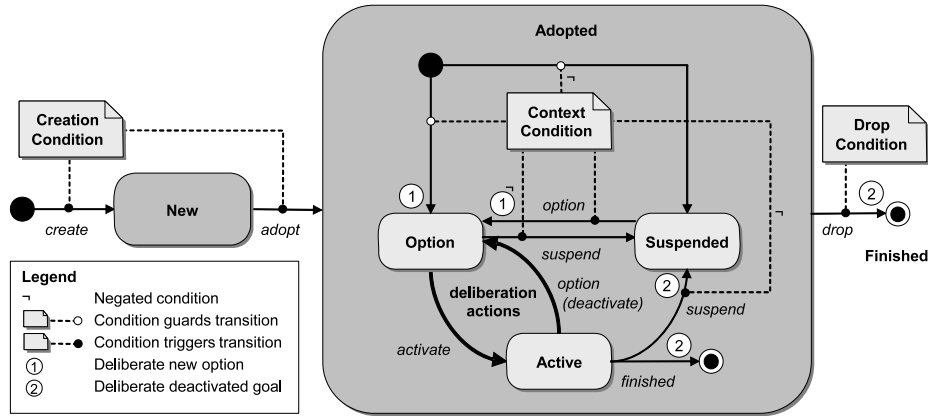 Adopted
Creation
Condition
Context
Condition
Drop
Condition
¬
¬
¬
1
1
2
New
create
adopt
Option
option
suspend
Suspended
drop
Finished
deliberation
actions
option
(deactivate)
2
suspend
activate
Active
2
finished
Legend
¬ Negated condition
Condition guards transition
Condition triggers transition
1 Deliberate new option
2 Deliberate deactivated goal